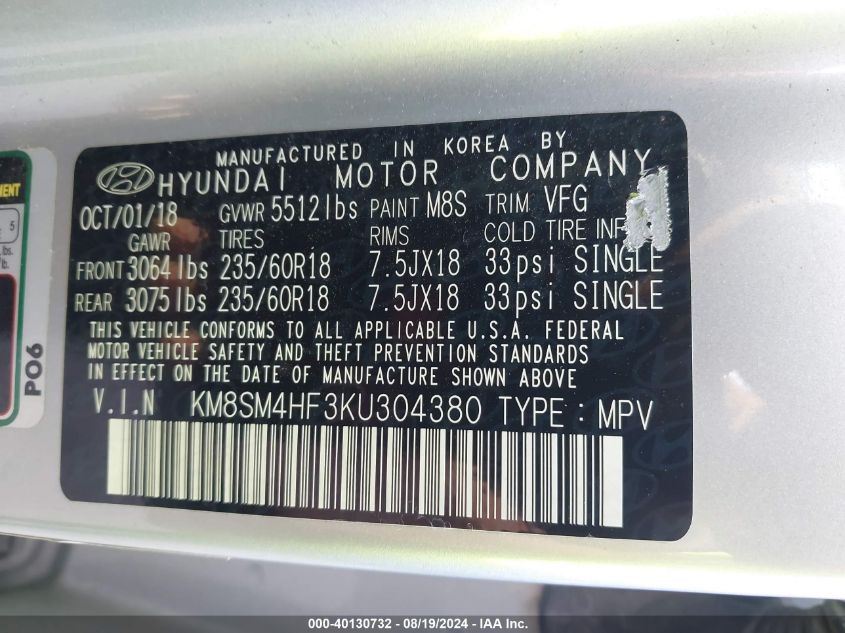 MANUFACTURED IN KOREA BY
HYUNDAI MOTOR COMPANY
OCT/01/18 GVWR 5512lbs PAINT M8S TRIM VFG
GAWR TIRES RIMS COLD TIRE INF
FRONT 3064lbs 235/60R18 7.5JX18 33psi SINGLE
REAR 3075lbs 235/60R18 7.5JX18 33psi SINGLE
THIS VEHICLE CONFORMS TO ALL APPLICABLE U.S.A. FEDERAL
MOTOR VEHICLE SAFETY AND THEFT PREVENTION STANDARDS
IN EFFECT ON THE DATE OF MANUFACTURE SHOWN ABOVE
V.I.N KM8SM4HF3KU304380 TYPE : MPV
5
lbs.
lb.
P06
000-40130732 - 08/19/2024 - IAA Inc.